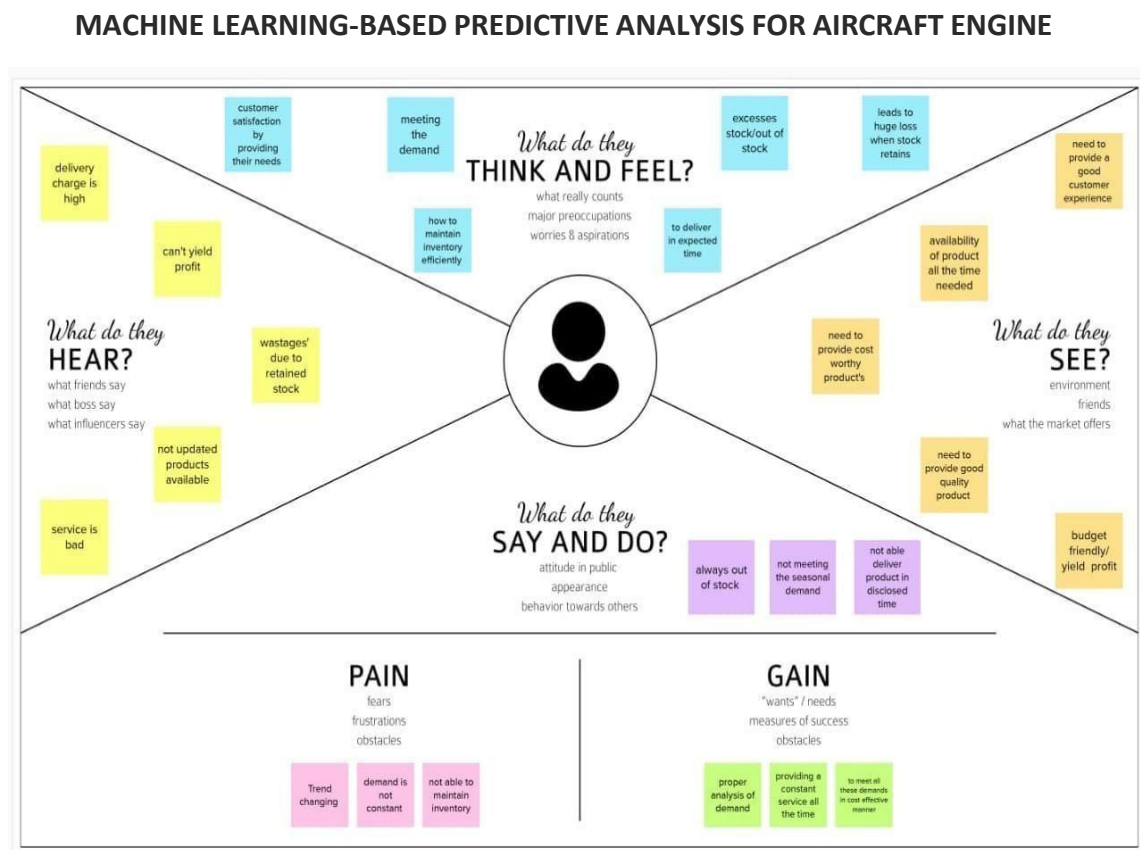 MACHINE LEARNING-BASED PREDICTIVE ANALYSIS FOR AIRCRAFT ENGINE
customer
satisfaction
by
providing
their needs
meeting
the
demand
What do they
THINK AND FEEL?
what really counts
major preoccupations
worries & aspirations
excesses
stock/out of
stock
leads to
huge loss
when stock
retains
how to
maintain
inventory
efficiently
to deliver
in expected
time
delivery
charge is
high
can't yield
profit
What do they
HEAR?
what friends say
what boss say
what influencers say
wastages'
due to
retained
stock
not updated
products
available
service is
bad
need to
provide a
good
customer
experience
availability
of product
all the time
needed
need to
provide cost
worthy
product's
What do they
SEE?
environment
friends
what the market offers
need to
provide good
quality
product
budget
friendly/
yield profit
What do they
SAY AND DO?
attitude in public
appearance
behavior towards others
always out
of stock
not meeting
the seasonal
demand
not able
deliver
product in
disclosed
time
PAIN
fears
frustrations
obstacles
Trend
changing
demand is
not
constant
not able to
maintain
inventory
GAIN
"wants" / needs
measures of success
obstacles
proper
analysis of
demand
providing a
constant
service all
the time
to meet all
these demands
in cost effective
manner